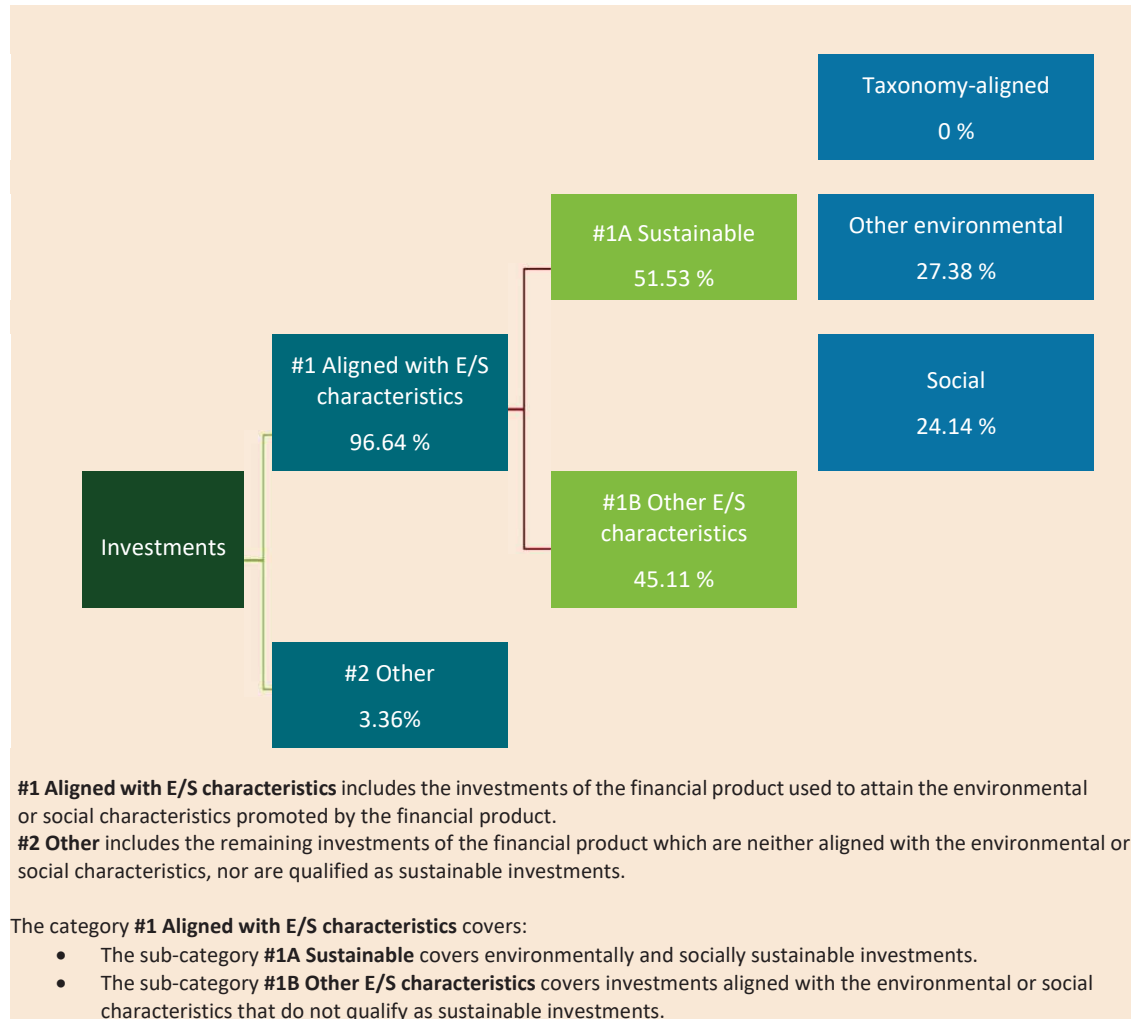 Taxonomy-aligned
0 %
#1A Sustainable
51.53 %
Other environmental
27.38 %
#1 Aligned with E/S
characteristics
96.64 %
Social
24.14 %
Investments
#1B Other E/S
characteristics
45.11 %
#2 Other
3.36%
#1 Aligned with E/S characteristics includes the investments of the financial product used to attain the environmental
or social characteristics promoted by the financial product.
#2 Other includes the remaining investments of the financial product which are neither aligned with the environmental or
social characteristics, nor are qualified as sustainable investments.
The category #1 Aligned with E/S characteristics covers:
• The sub-category #1A Sustainable covers environmentally and socially sustainable investments.
• The sub-category #1B Other E/S characteristics covers investments aligned with the environmental or social
characteristics that do not qualify as sustainable investments.